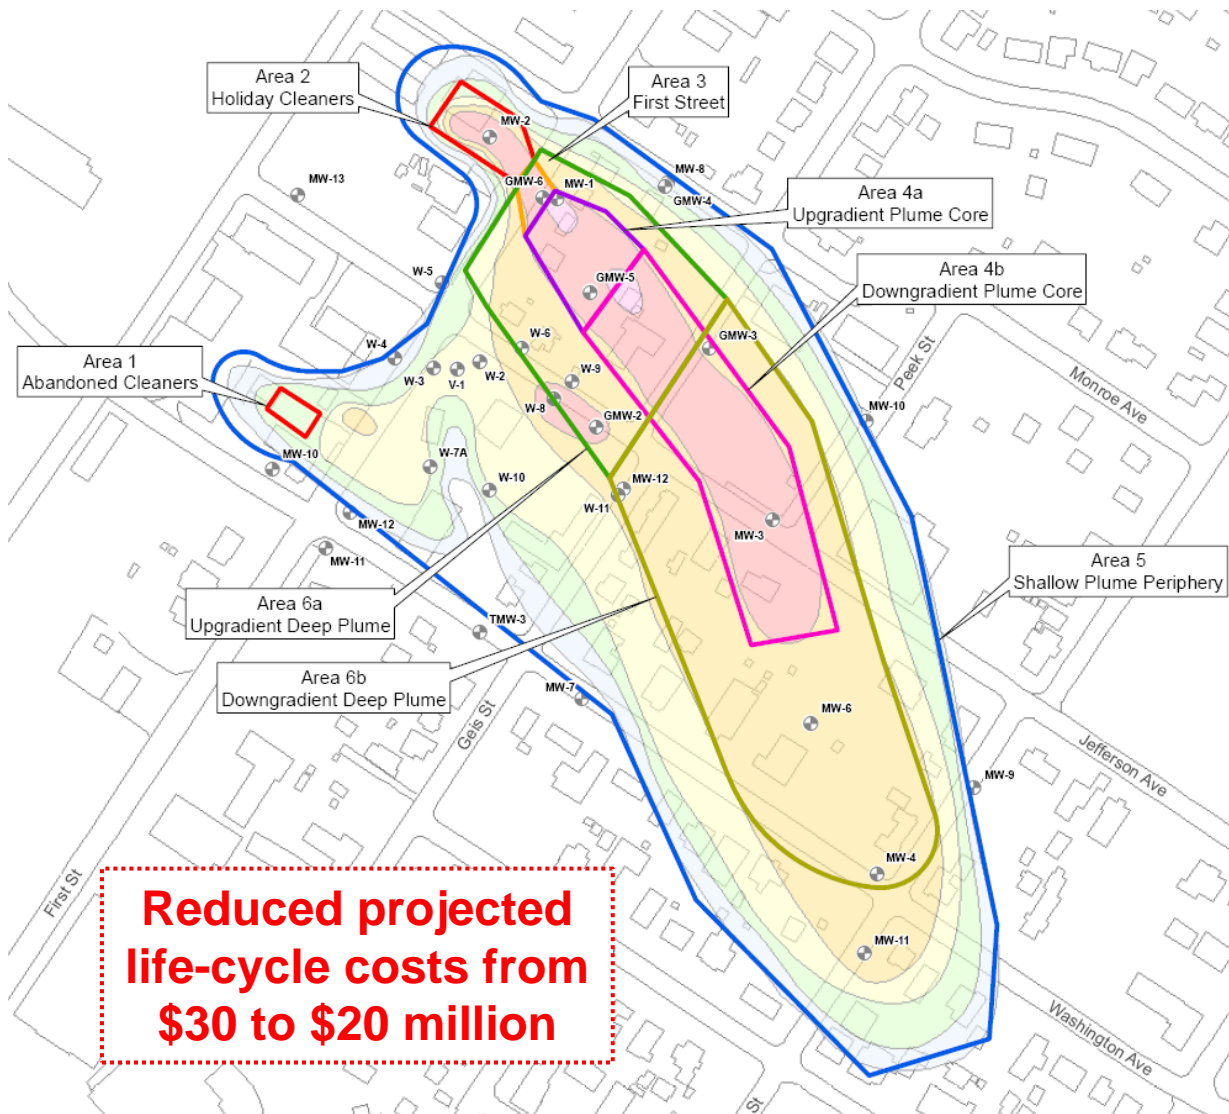 Area 2
Holiday Cleaners
Area 3
First Street
MW-2
MW-8
MW-13
GMW-6
MW-1
GMW-4
Area 4a
Upgradient Plume Core
W-5
GMW-5
Area 4b
Downgradient Plume Core
GMW-3
W-6
W-4
Peek St
Monroe Ave
Area 1
Abandoned Cleaners
W-3
V-1
W-2
W-9
W-8
GMW-2
MW-10
MW-10
W-7A
W-10
MW-12
W-11
MW-12
MW-3
MW-11
Area 5
Shallow Plume Periphery
Area 6a
Upgradient Deep Plume
TMW-3
Area 6b
Downgradient Deep Plume
MW-7
Geis St
MW-6
Jefferson Ave
MW-9
First St
MW-4
MW-11
Reduced projected
life-cycle costs from
$30 to $20 million
Washington Ave
St